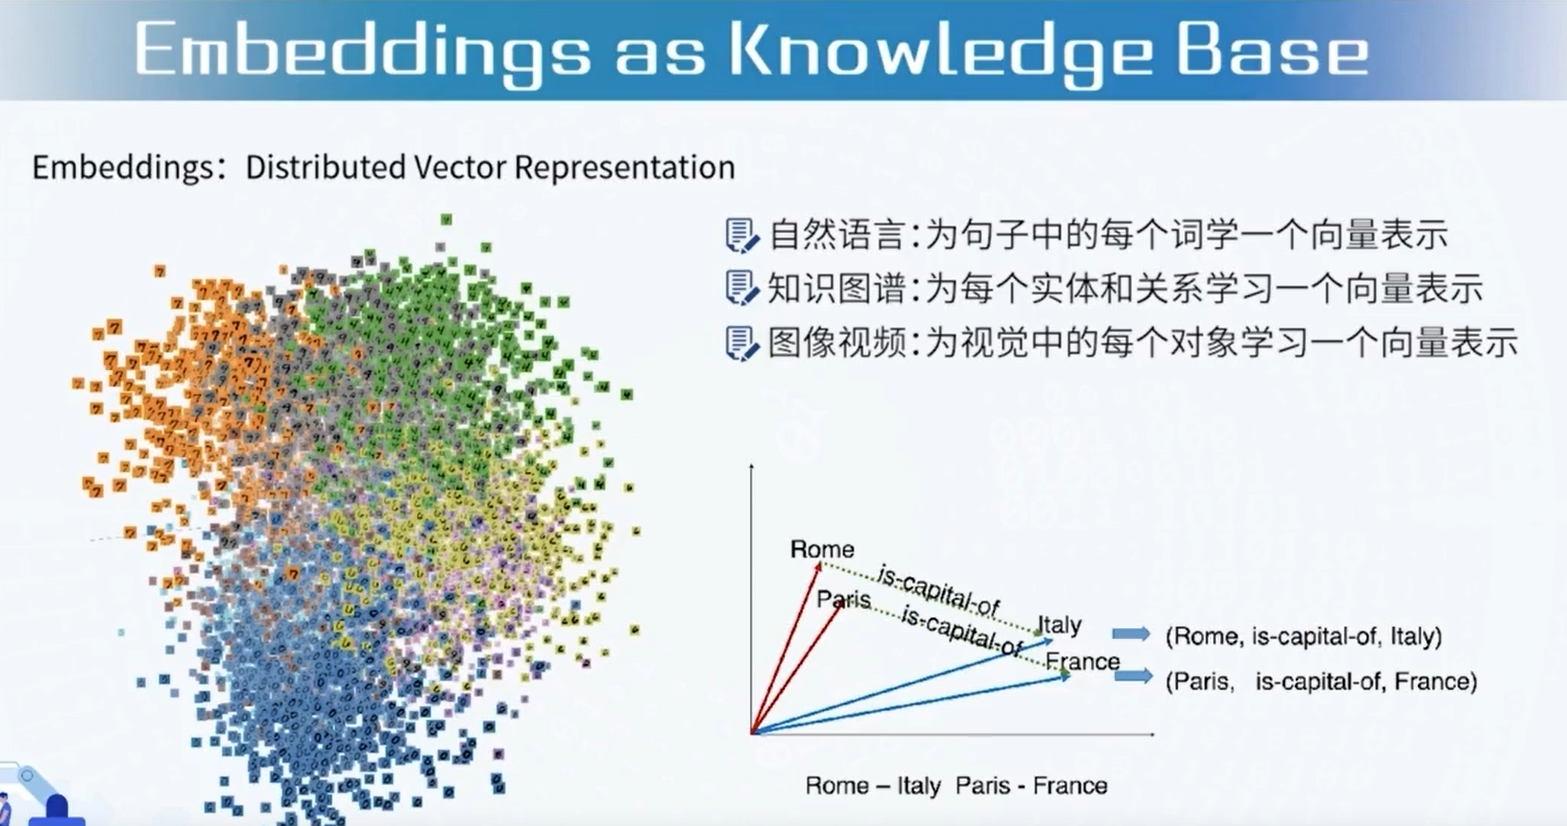 Embeddings as Knowledge Base
Embeddings：Distributed Vector Representation
自然语言：为句子中的每个词学一个向量表示
知识图谱：为每个实体和关系学习一个向量表示
图像视频：为视觉中的每个对象学习一个向量表示
Rome
is-capital-of
Paris
is-capital-of
Italy
France
(Rome, is-capital-of, Italy)
(Paris, is-capital-of, France)
Rome – Italy Paris - France